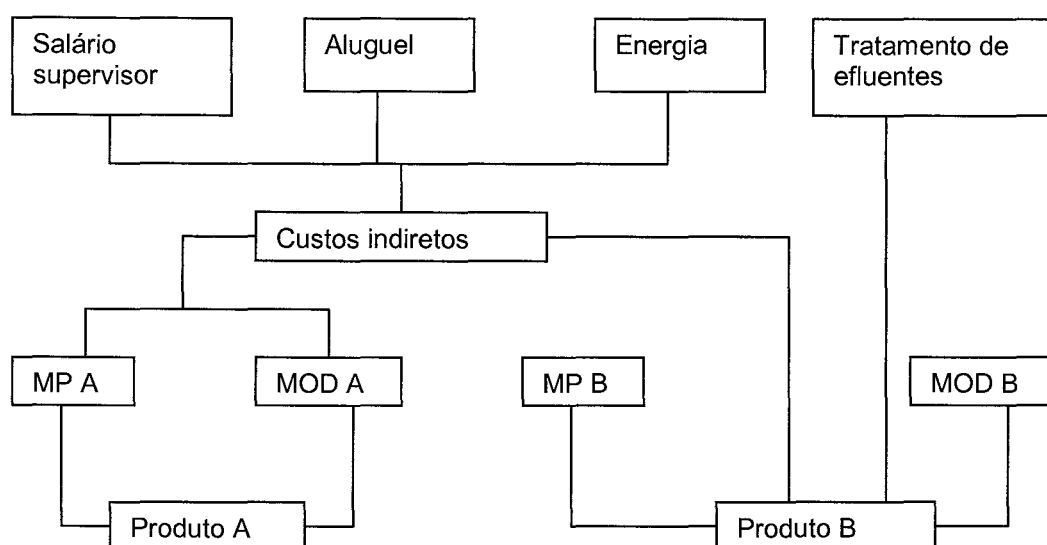 Salário
supervisor
Aluguel
Energia
Tratamento de
efluentes
Custos indiretos
MP A
MOD A
MP B
MOD B
Produto A
Produto B